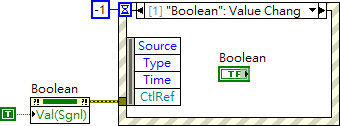 -1
[1] "Boolean": Value Chang
Source
Type
Time
CtlRef
Boolean
TF
Boolean
?! ?!
T
Val(Sgnl)